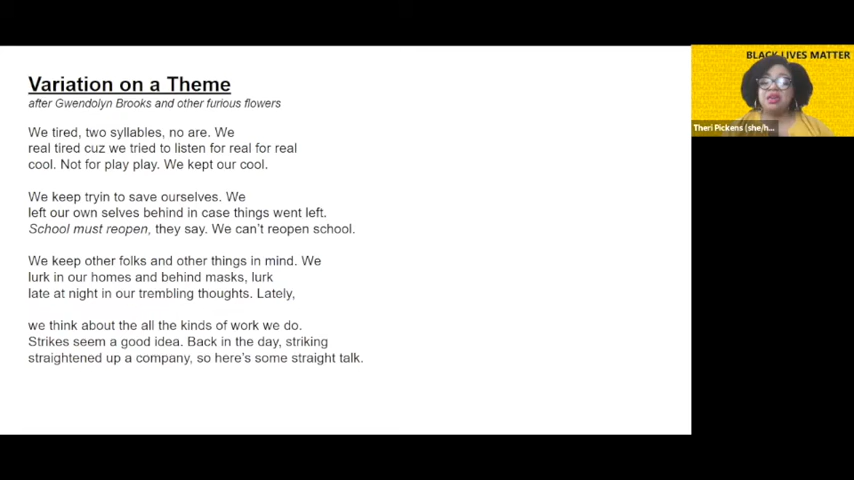 Variation on a Theme
after Gwendolyn Brooks and other furious flowers
We tired, two syllables, no are. We
real tired cuz we tried to listen for real for real
cool. Not for play play. We kept our cool.
We keep tryin to save ourselves. We
left our own selves behind in case things went left.
School must reopen, they say. We can't reopen school.
We keep other folks and other things in mind. We
lurk in our homes and behind masks, lurk
late at night in our trembling thoughts. Lately,
we think about the all the kinds of work we do.
Strikes seem a good idea. Back in the day, striking
straightened up a company, so here's some straight talk.
BLACK LIVES MATTER
Theri Pickens (she/h...